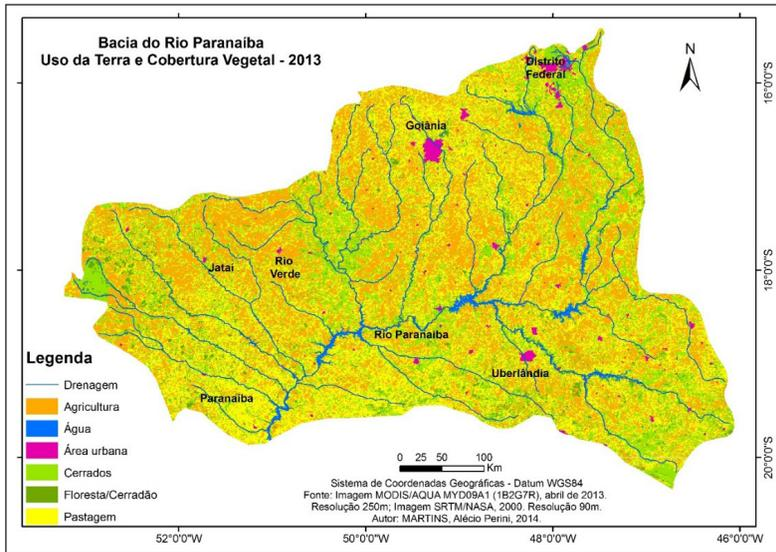 Bacia do Rio Paranaíba
Uso da Terra e Cobertura Vegetal - 2013
N
Distrito
Federal
Goiânia
Jataí
Rio
Verde
Rio Paranaíba
Uberlândia
Paranaíba
16°0'0"S
18°0'0"S
20°0'0"S
Legenda
Drenagem
Agricultura
Água
Área urbana
Cerrados
Floresta/Cerradão
Pastagem
0 25 50 100
Km
Sistema de Coordenadas Geográficas - Datum WGS84
Fonte: Imagem MODIS/AQUA MYD09A1 (1B2G7R), abril de 2013.
Resolução 250m; Imagem SRTM/NASA, 2000. Resolução 90m.
Autor: MARTINS, Alécio Perini, 2014.
52°0'0"W 50°0'0"W 48°0'0"W 46°0'0"W